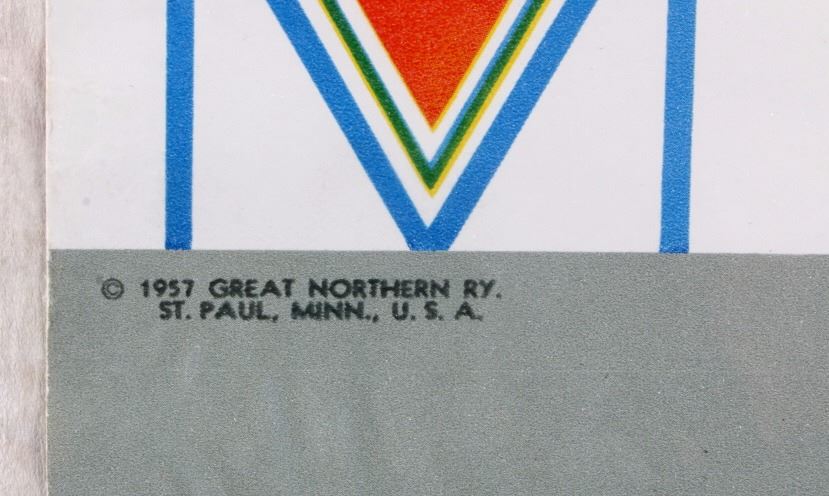 © 1957 GREAT NORTHERN RY.
ST. PAUL, MINN., U. S. A.